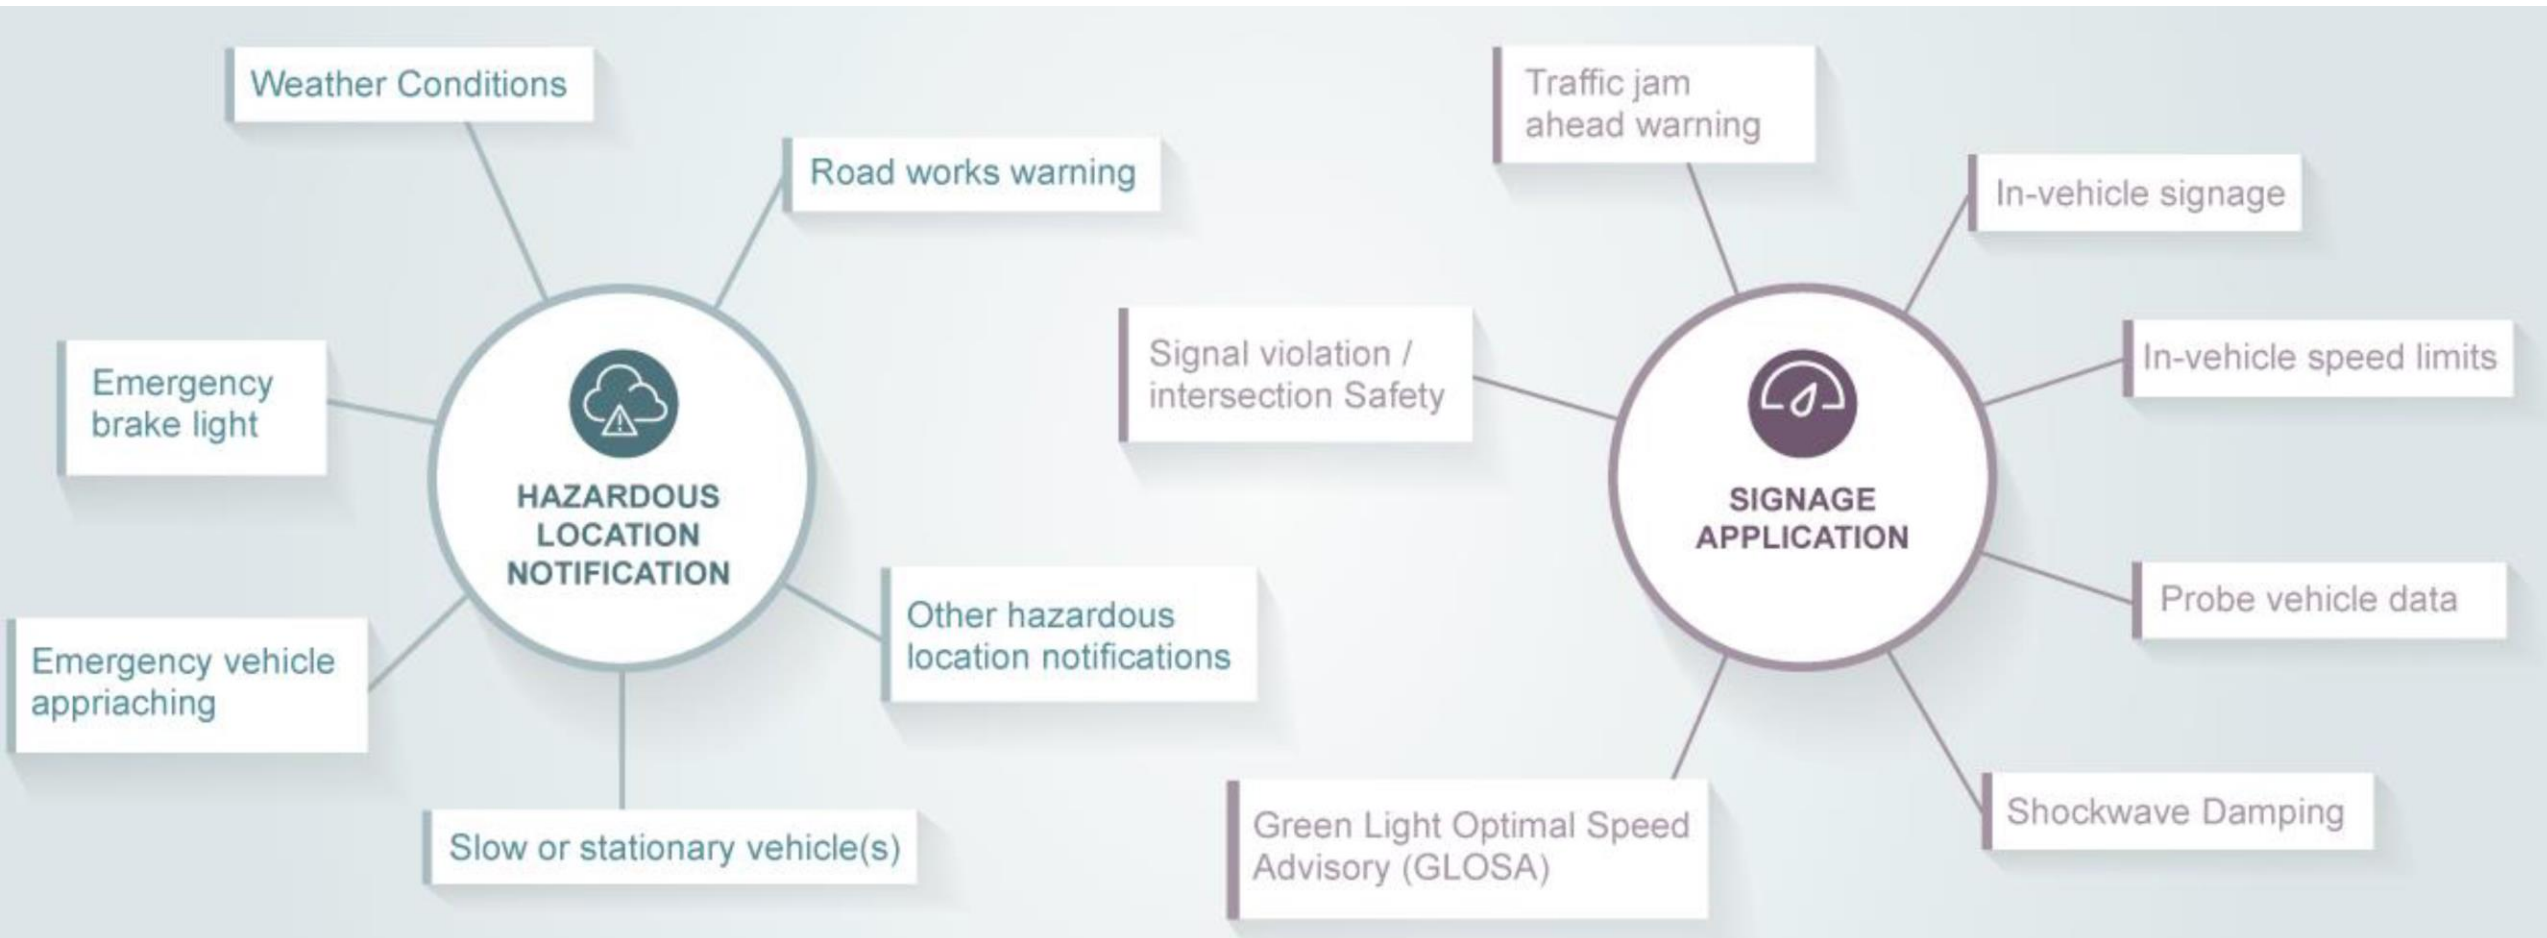 Weather Conditions
Road works warning
Emergency
brake light
HAZARDOUS
LOCATION
NOTIFICATION
Emergency vehicle
appriaching
Other hazardous
location notifications
Slow or stationary vehicle(s)
Traffic jam
ahead warning
In-vehicle signage
Signal violation /
intersection Safety
In-vehicle speed limits
SIGNAGE
APPLICATION
Probe vehicle data
Green Light Optimal Speed
Advisory (GLOSA)
Shockwave Damping